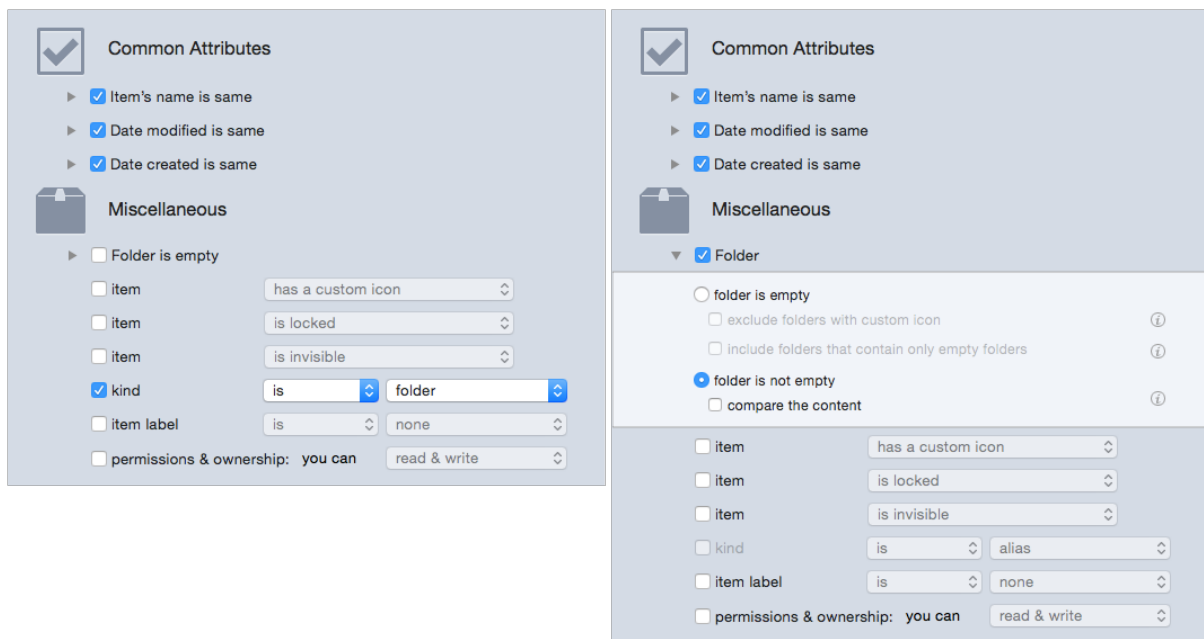 Common Attributes
Item's name is same
Date modified is same
Date created is same
Miscellaneous
Folder is empty
item has a custom icon
item is locked
item is invisible
kind is folder
item label is none
permissions & ownership: you can read & write
Common Attributes
Item's name is same
Date modified is same
Date created is same
Miscellaneous
Folder
folder is empty
exclude folders with custom icon
include folders that contain only empty folders
folder is not empty
compare the content
item has a custom icon
item is locked
item is invisible
kind is alias
item label is none
permissions & ownership: you can read & write